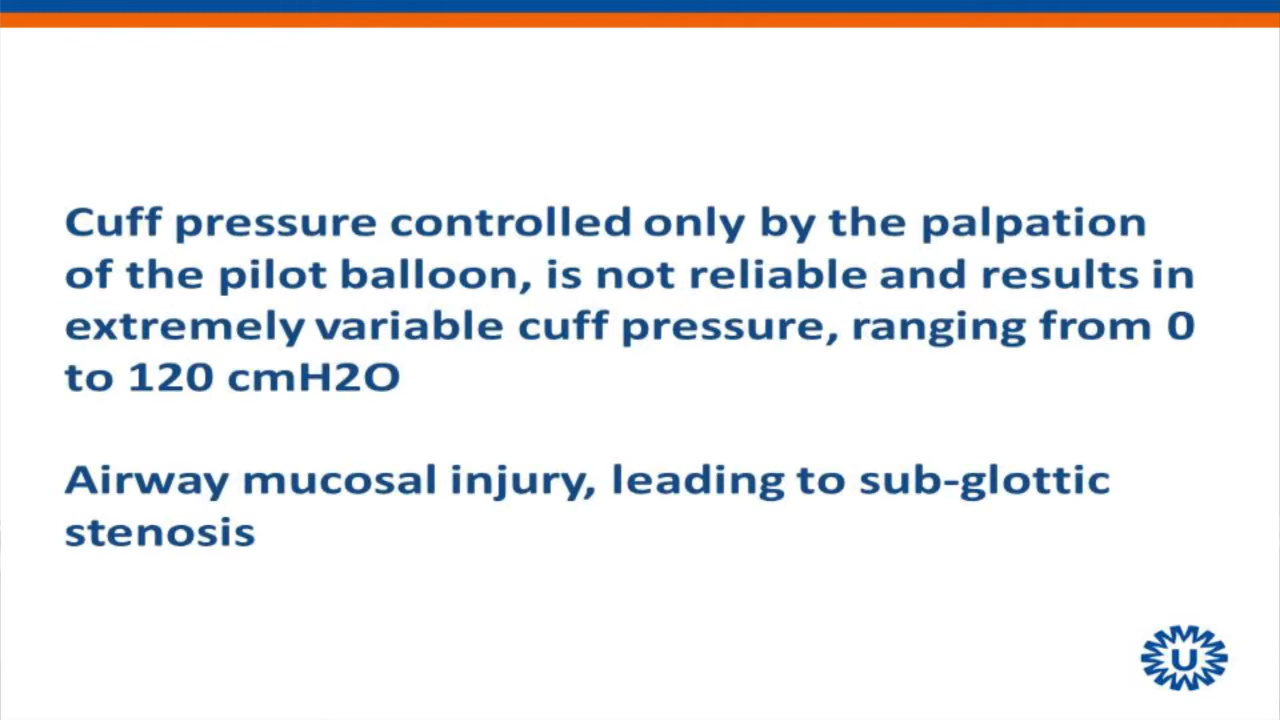 Cuff pressure controlled only by the palpation
of the pilot balloon, is not reliable and results in
extremely variable cuff pressure, ranging from 0
to 120 cmH2O
Airway mucosal injury, leading to sub-glottic
stenosis
U